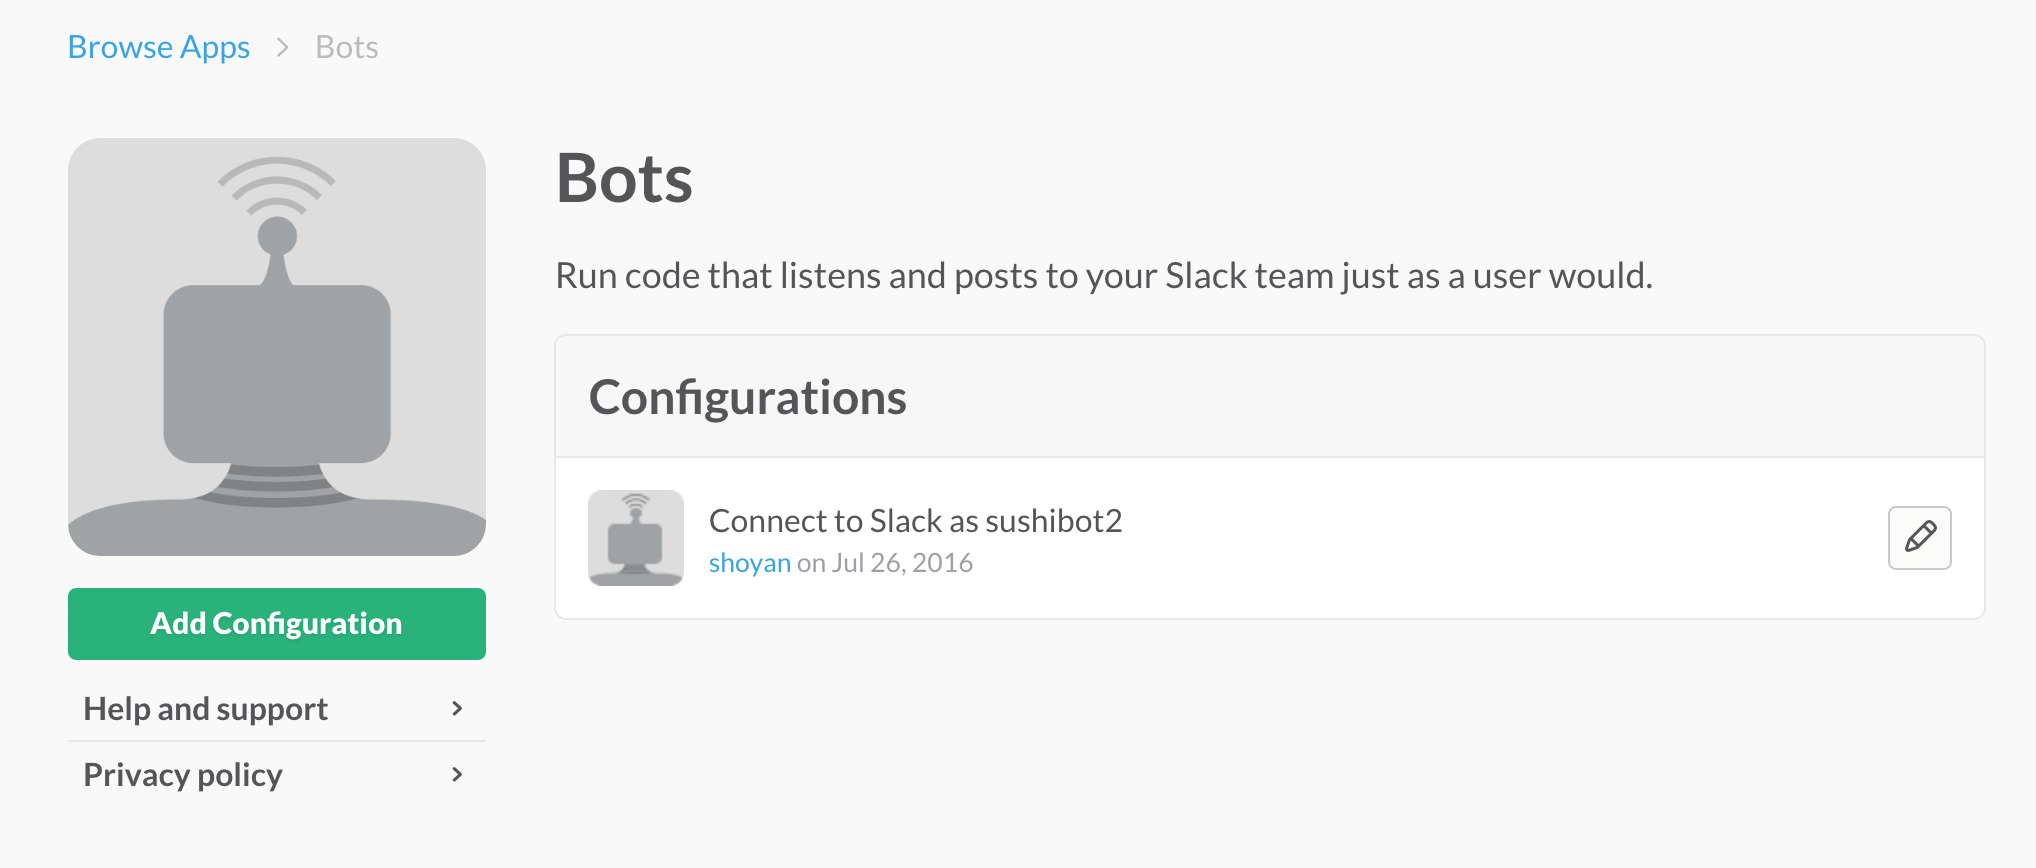 Browse Apps > Bots
Bots
Run code that listens and posts to your Slack team just as a user would.
Configurations
Connect to Slack as sushibot2
shoyan on Jul 26, 2016
Add Configuration
Help and support
Privacy policy